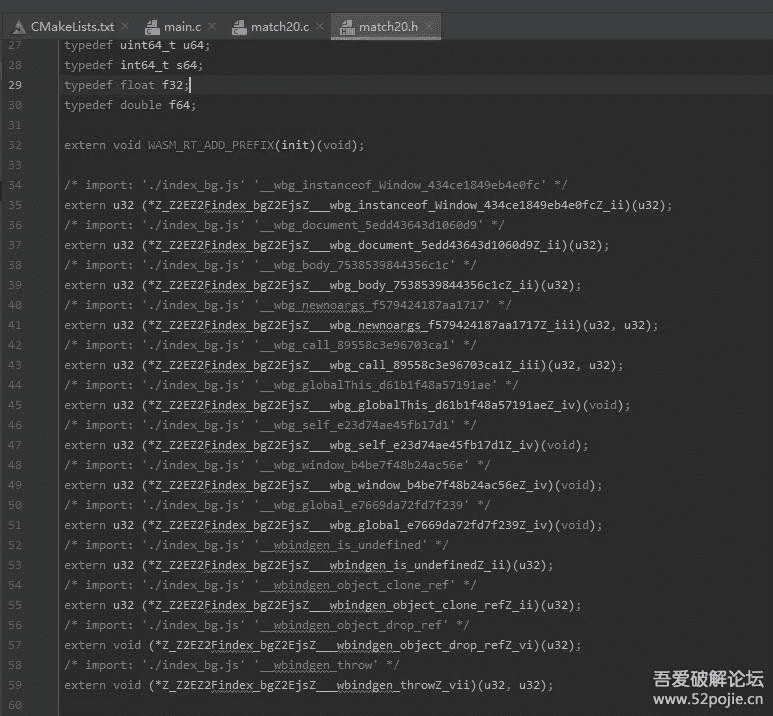 CMakeLists.txt × main.c × match20.c × match20.h ×
27 typedef uint64_t u64;
28 typedef int64_t s64;
29 typedef float f32;
30 typedef double f64;
31
32 extern void WASM_RT_ADD_PREFIX(init)(void);
33
34 /* import: './index_bg.js' '__wbg_instanceof_Window_434ce1849eb4e0fc' */
35 extern u32 (*Z_Z2EZ2Findex_bgZ2EjsZ___wbg_instanceof_Window_434ce1849eb4e0fcZ_ii)(u32);
36 /* import: './index_bg.js' '__wbg_document_5edd43643d1060d9' */
37 extern u32 (*Z_Z2EZ2Findex_bgZ2EjsZ___wbg_document_5edd43643d1060d9Z_ii)(u32);
38 /* import: './index_bg.js' '__wbg_body_7538539844356c1c' */
39 extern u32 (*Z_Z2EZ2Findex_bgZ2EjsZ___wbg_body_7538539844356c1cZ_ii)(u32);
40 /* import: './index_bg.js' '__wbg_newnoargs_f579424187aa1717' */
41 extern u32 (*Z_Z2EZ2Findex_bgZ2EjsZ___wbg_newnoargs_f579424187aa1717Z_iii)(u32, u32);
42 /* import: './index_bg.js' '__wbg_call_89558c3e96703ca1' */
43 extern u32 (*Z_Z2EZ2Findex_bgZ2EjsZ___wbg_call_89558c3e96703ca1Z_iii)(u32, u32);
44 /* import: './index_bg.js' '__wbg_globalThis_d61b1f48a57191ae' */
45 extern u32 (*Z_Z2EZ2Findex_bgZ2EjsZ___wbg_globalThis_d61b1f48a57191aeZ_iv)(void);
46 /* import: './index_bg.js' '__wbg_self_e23d74ae45fb17d1' */
47 extern u32 (*Z_Z2EZ2Findex_bgZ2EjsZ___wbg_self_e23d74ae45fb17d1Z_iv)(void);
48 /* import: './index_bg.js' '__wbg_window_b4be7f48b24ac56e' */
49 extern u32 (*Z_Z2EZ2Findex_bgZ2EjsZ___wbg_window_b4be7f48b24ac56eZ_iv)(void);
50 /* import: './index_bg.js' '__wbg_global_e7669da72fd7f239' */
51 extern u32 (*Z_Z2EZ2Findex_bgZ2EjsZ___wbg_global_e7669da72fd7f239Z_iv)(void);
52 /* import: './index_bg.js' '__wbindgen_is_undefined' */
53 extern u32 (*Z_Z2EZ2Findex_bgZ2EjsZ___wbindgen_is_undefinedZ_ii)(u32);
54 /* import: './index_bg.js' '__wbindgen_object_clone_ref' */
55 extern u32 (*Z_Z2EZ2Findex_bgZ2EjsZ___wbindgen_object_clone_refZ_ii)(u32);
56 /* import: './index_bg.js' '__wbindgen_object_drop_ref' */
57 extern void (*Z_Z2EZ2Findex_bgZ2EjsZ___wbindgen_object_drop_refZ_vi)(u32);
58 /* import: './index_bg.js' '__wbindgen_throw' */
59 extern void (*Z_Z2EZ2Findex_bgZ2EjsZ___wbindgen_throwZ_vii)(u32, u32);
60
吾爱破解论坛
www.52pojie.cn